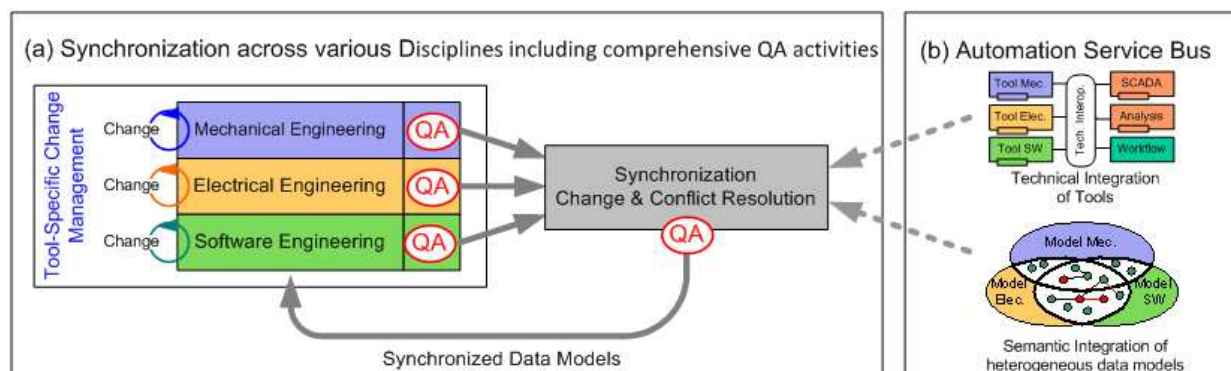 (a) Synchronization across various Disciplines including comprehensive QA activities
Tool-Specific Change
Management
Change
Mechanical Engineering
QA
Change
Electrical Engineering
QA
Change
Software Engineering
QA
Synchronization
Change & Conflict Resolution
QA
Synchronized Data Models
(b) Automation Service Bus
Tool Mec.
Tool Elec.
Tool SW
Tech. Interop.
SCADA
Analysis
Workflow
Technical Integration
of Tools
Model Mec.
Model
Elec.
Model
SW
Semantic Integration of
heterogeneous data models